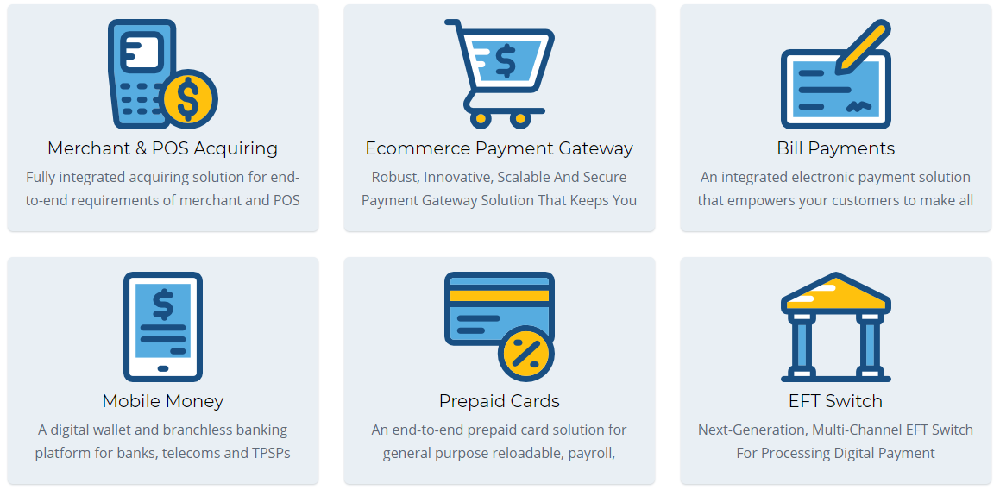 Merchant & POS Acquiring
Fully integrated acquiring solution for end-
to-end requirements of merchant and POS
Ecommerce Payment Gateway
Robust, Innovative, Scalable And Secure
Payment Gateway Solution That Keeps You
Bill Payments
An integrated electronic payment solution
that empowers your customers to make all
Mobile Money
A digital wallet and branchless banking
platform for banks, telecoms and TPSPs
Prepaid Cards
An end-to-end prepaid card solution for
general purpose reloadable, payroll,
EFT Switch
Next-Generation, Multi-Channel EFT Switch
For Processing Digital Payment